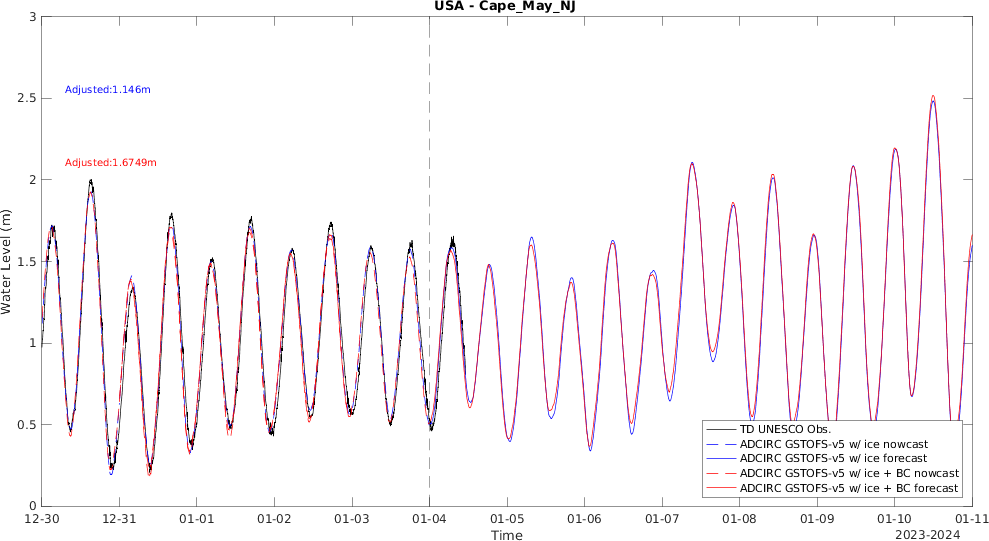 USA - Cape_May_NJ
3
2.5
2
1.5
1
0.5
0
Water Level (m)
Adjusted:1.146m
Adjusted:1.6749m
TD UNESCO Obs.
ADCIRC GSTOFS-v5 w/ ice nowcast
ADCIRC GSTOFS-v5 w/ ice forecast
ADCIRC GSTOFS-v5 w/ ice + BC nowcast
ADCIRC GSTOFS-v5 w/ ice + BC forecast
12-30 12-31 01-01 01-02 01-03 01-04 01-05 01-06 01-07 01-08 01-09 01-10 01-11
Time
2023-2024